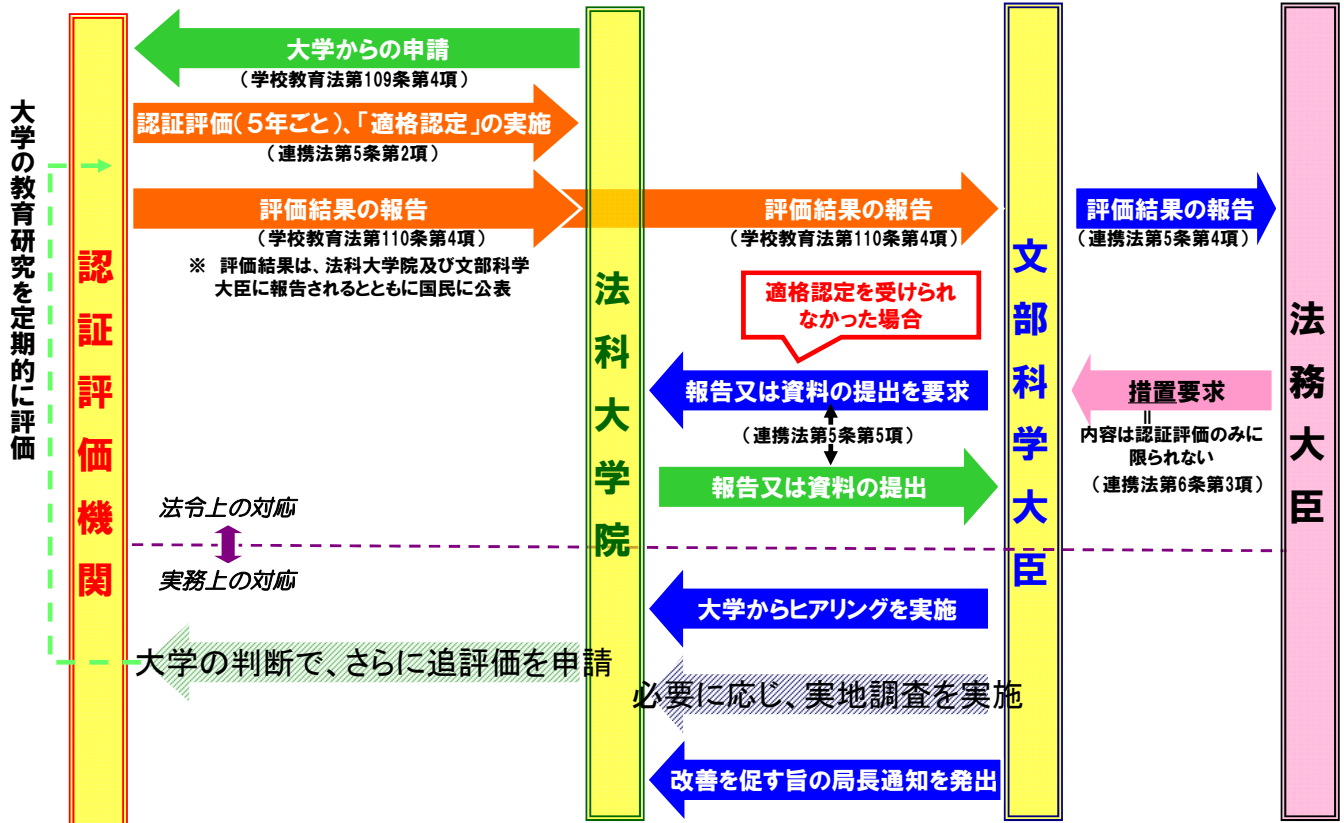 大学からの申請
（学校教育法第109条第4項）
認証評価（５年ごと）、「適格認定」の実施
（連携法第5条第2項）
評価結果の報告
（学校教育法第110条第4項）
※　評価結果は、法科大学院及び文部科学
大臣に報告されるとともに国民に公表
評価結果の報告
（学校教育法第110条第4項）
評価結果の報告
（連携法第5条第4項）
大学の教育研究を定期的に評価
認証評価機関
法科大学院
文部科学大臣
法務大臣
適格認定を受けられ
なかった場合
報告又は資料の提出を要求
（連携法第5条第5項）
報告又は資料の提出
措置要求
＝
内容は認証評価のみに
限られない
（連携法第6条第3項）
法令上の対応
実務上の対応
大学からヒアリングを実施
大学の判断で、さらに追評価を申請
必要に応じ、実地調査を実施
改善を促す旨の局長通知を発出